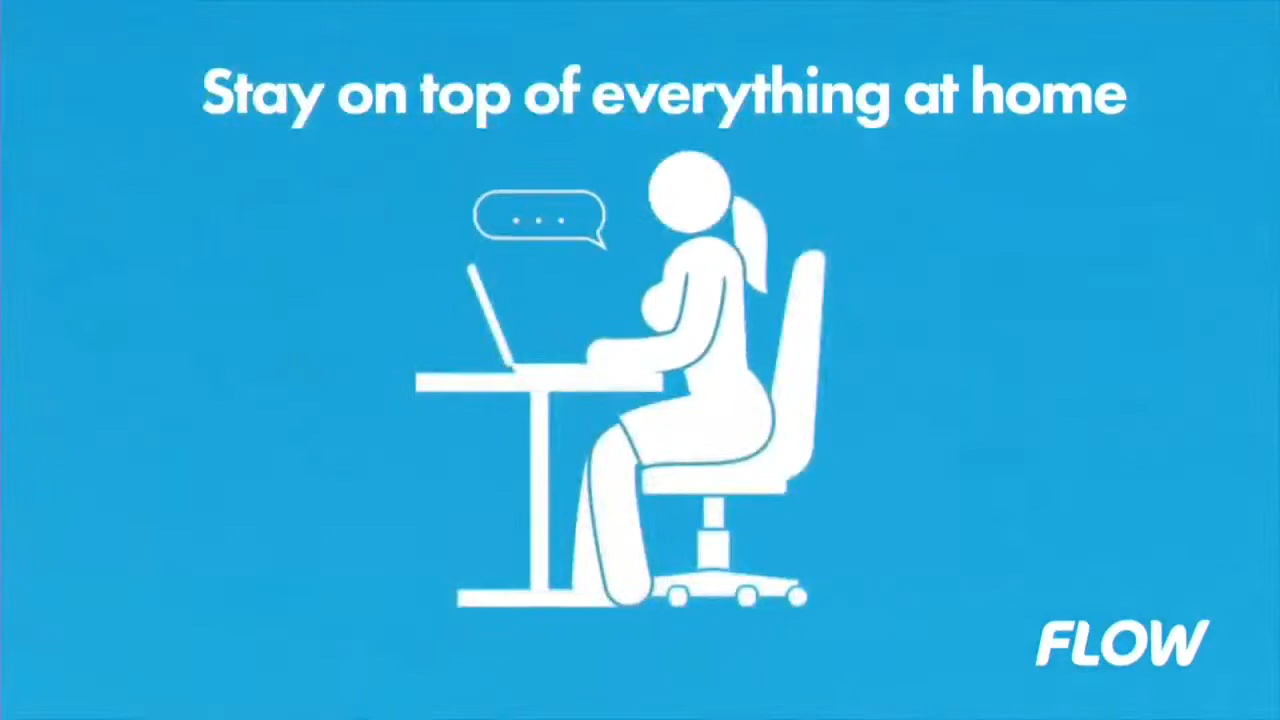 Stay on top of everything at home
. . .
FLOW